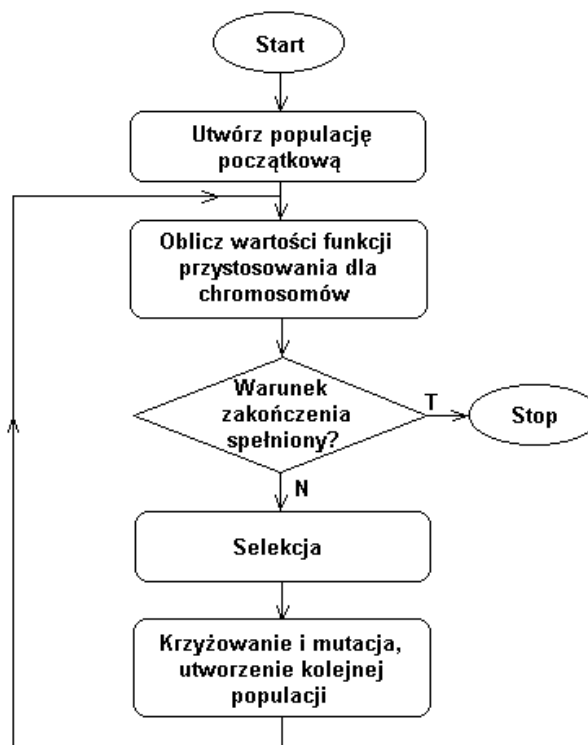 Start
Utwórz populację
początkową
Oblicz wartości funkcji
przystosowania dla
chromosomów
Warunek
zakończenia
spełniony?
T
Stop
N
Selekcja
Krzyżowanie i mutacja,
utworzenie kolejnej
populacji